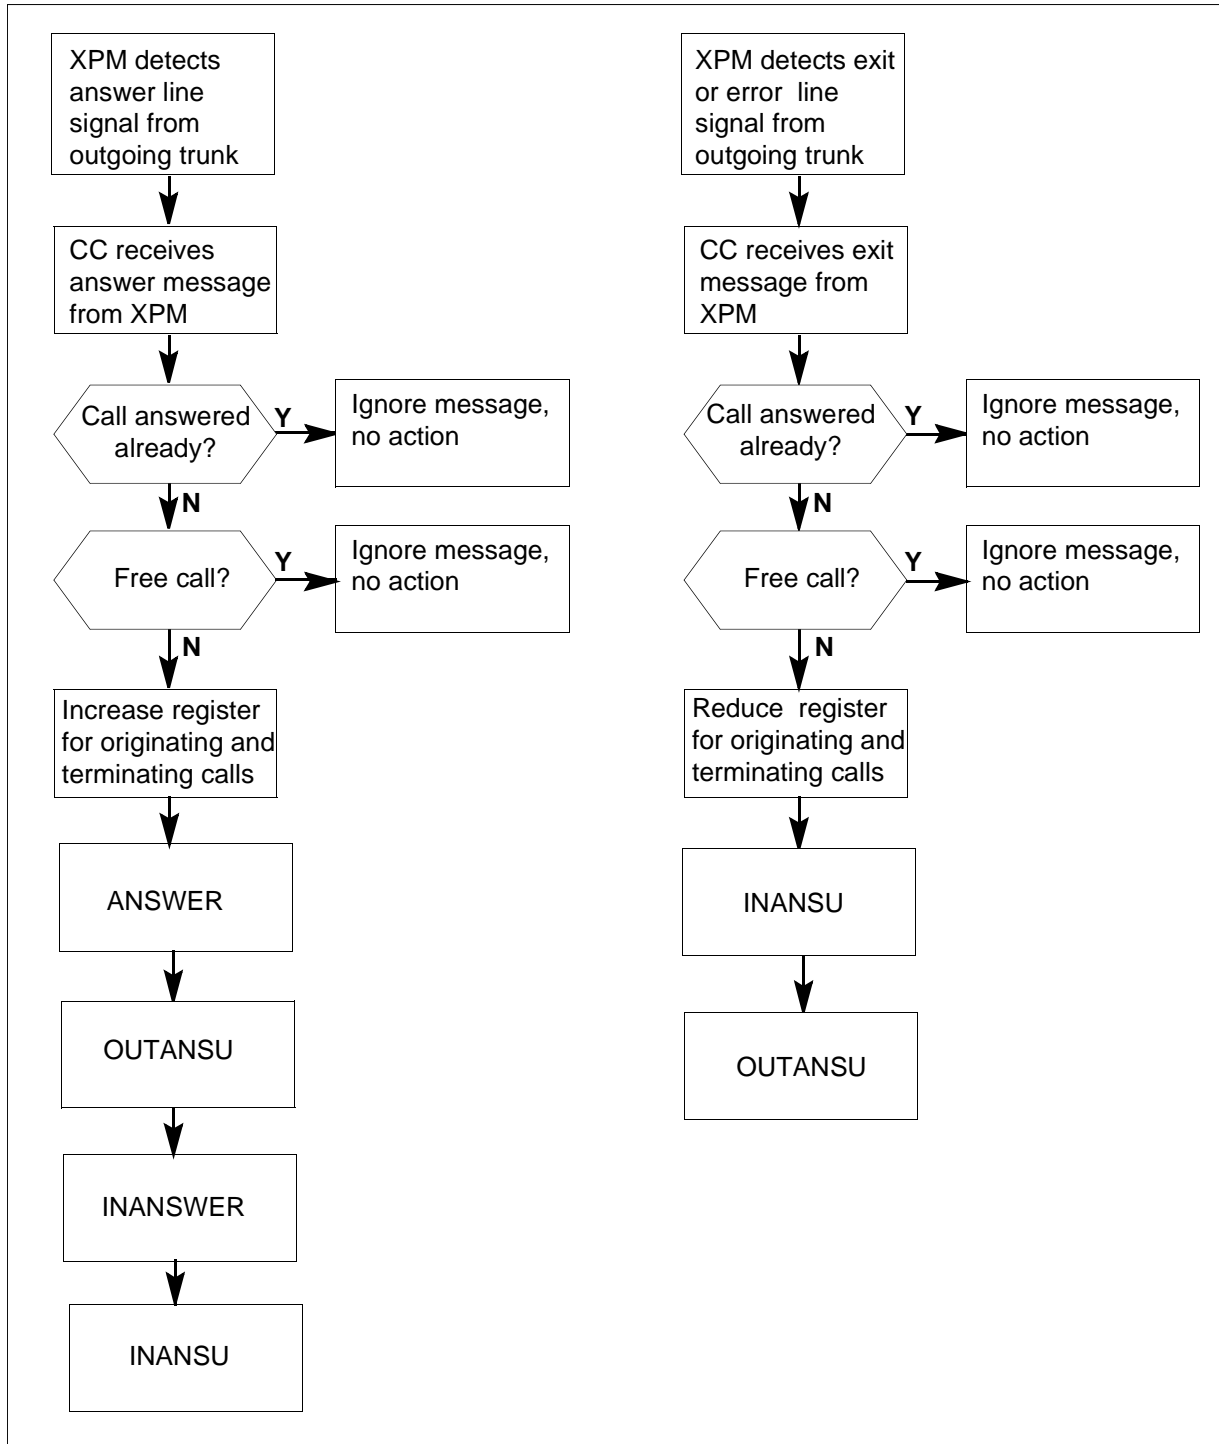 XPM detects
answer line
signal from
outgoing trunk
CC receives
answer message
from XPM
Call answered
already?
Y
Ignore message,
no action
N
Free call?
Y
Ignore message,
no action
N
Increase register
for originating and
terminating calls
ANSWER
OUTANSU
INANSWER
INANSU
XPM detects exit
or error line
signal from
outgoing trunk
CC receives exit
message from
XPM
Call answered
already?
Y
Ignore message,
no action
N
Free call?
Y
Ignore message,
no action
N
Reduce register
for originating and
terminating calls
INANSU
OUTANSU